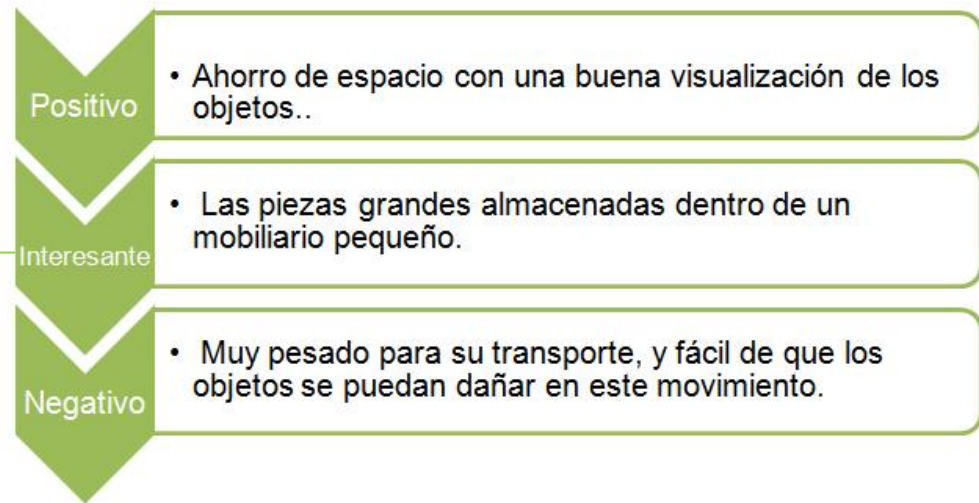 Positivo
• Ahorro de espacio con una buena visualización de los
objetos..
Interesante
• Las piezas grandes almacenadas dentro de un
mobiliario pequeño.
Negativo
• Muy pesado para su transporte, y fácil de que los
objetos se puedan dañar en este movimiento.